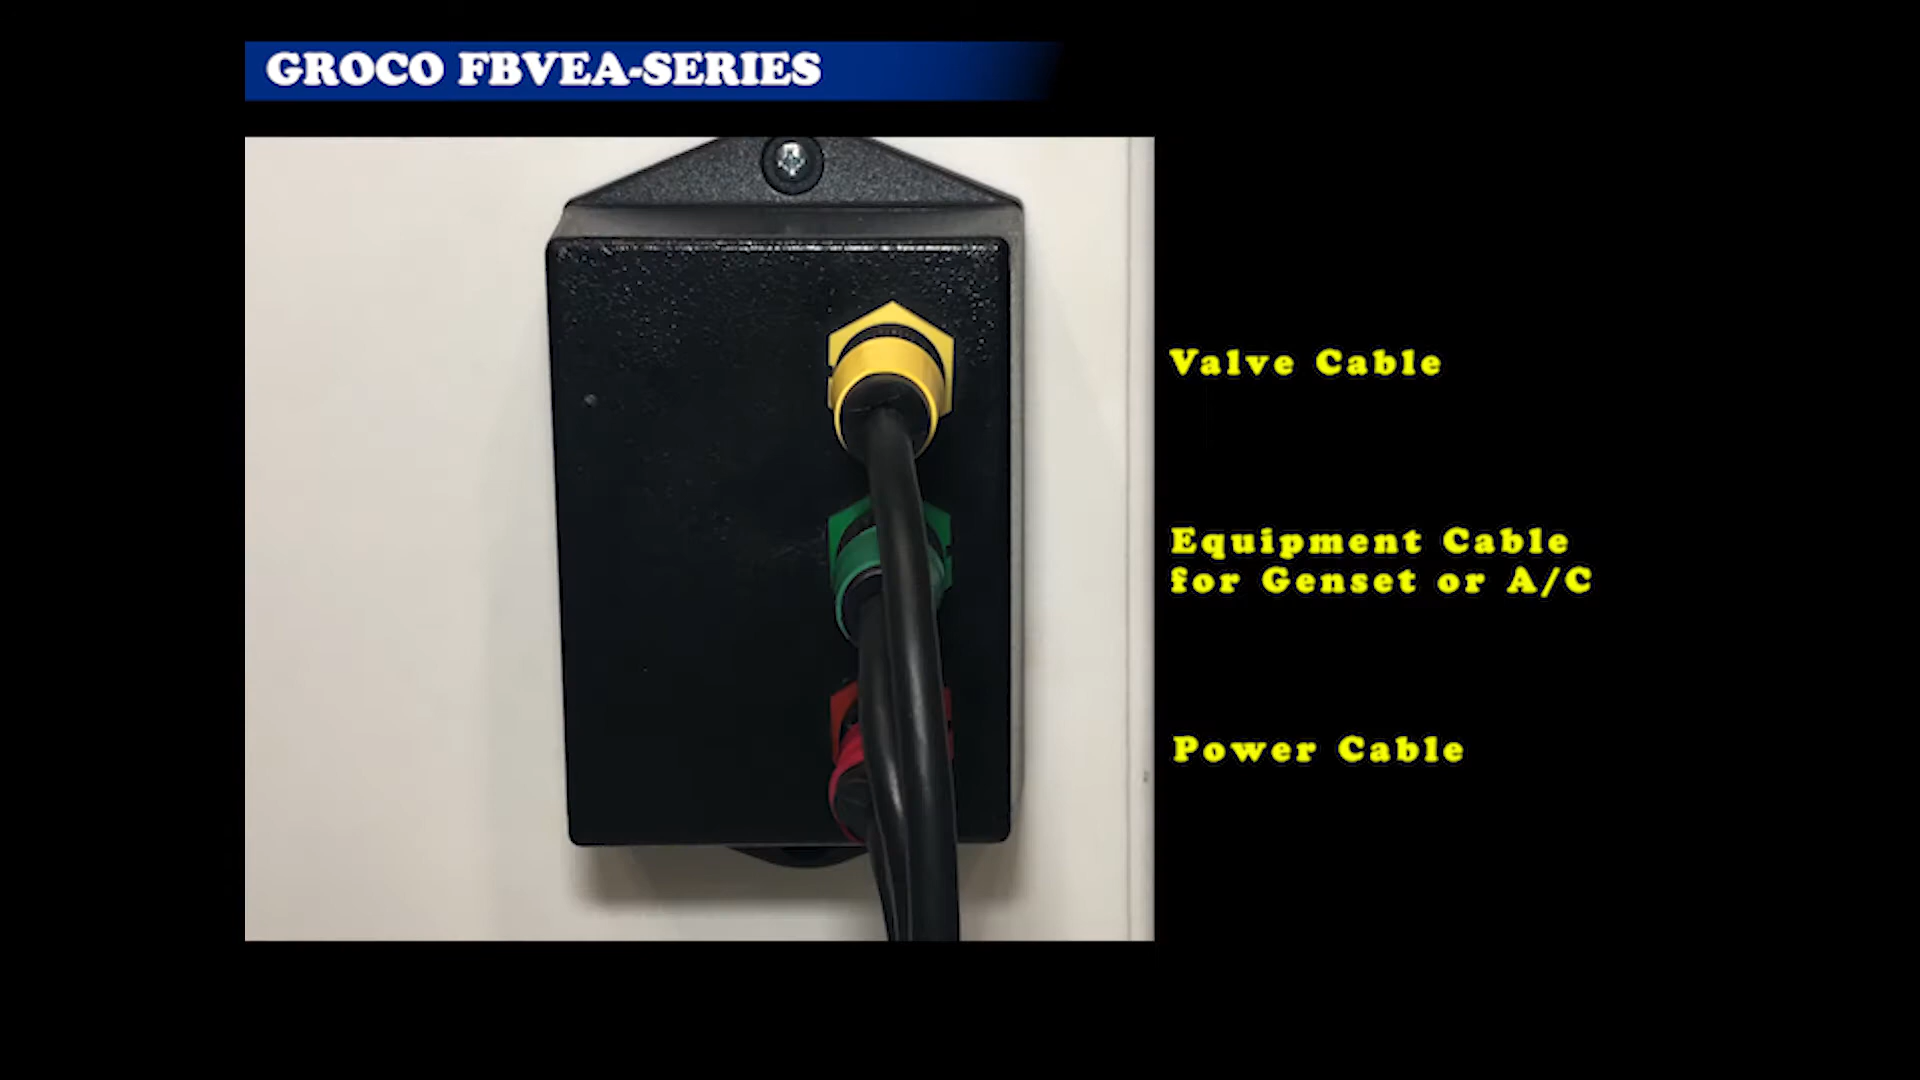 GROCO FBVEA-SERIES
Valve Cable
Equipment Cable
for Genset or A/C
Power Cable